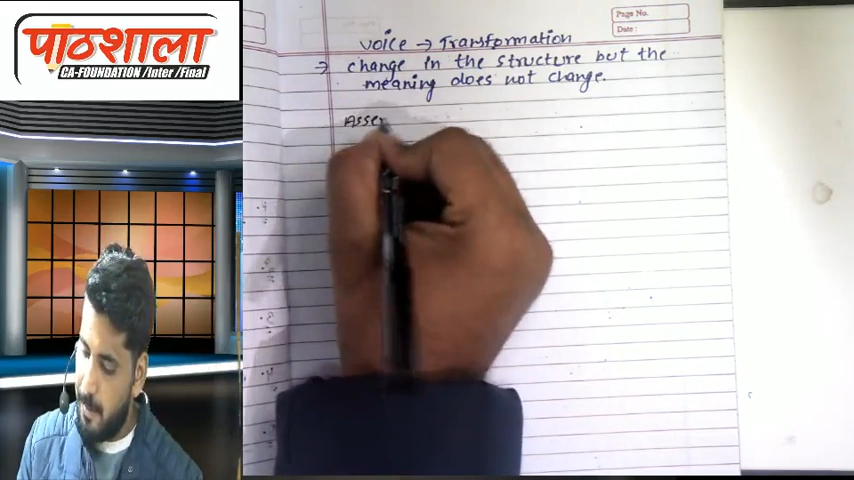 पाठशाला
CA-FOUNDATION/Inter/Final
Page No.
Date:
Voice → Transformation
→ change in the structure but the
meaning does not change.
Asser